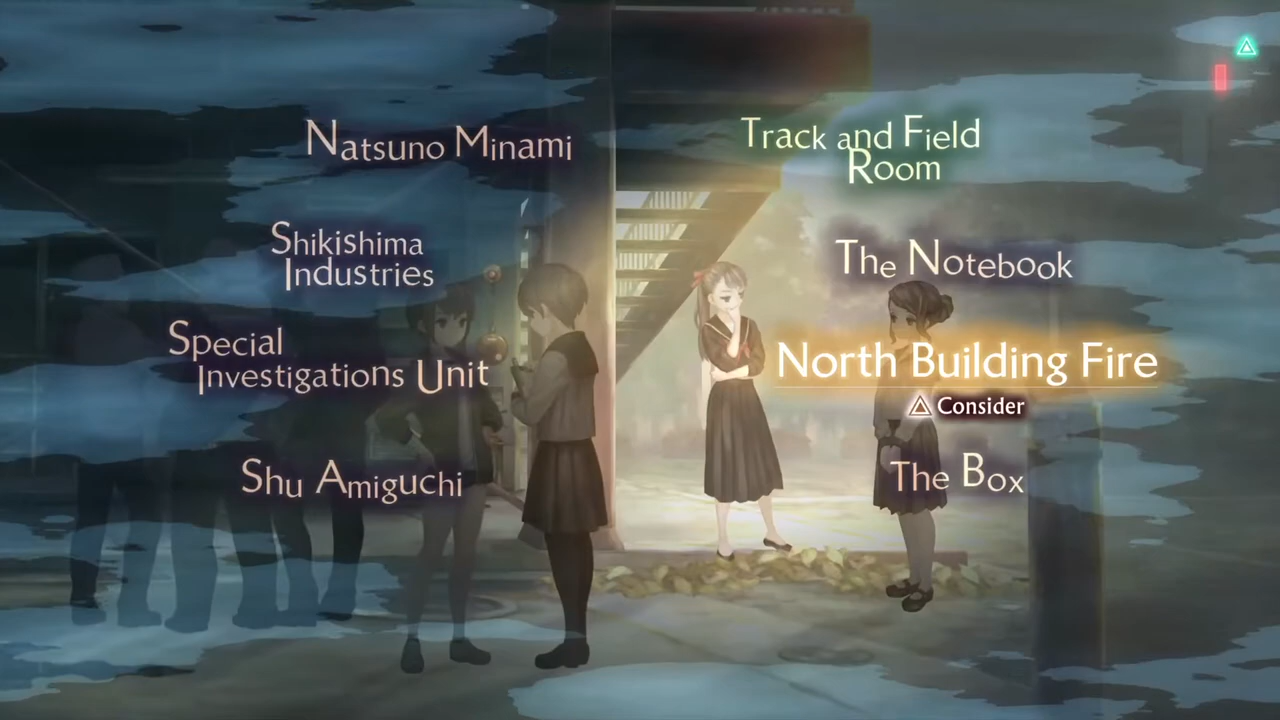 Natsuno Minami
Shikishima
Industries
Special
Investigations Unit
Shu Amiguchi
Track and Field
Room
The Notebook
North Building Fire
Consider
The Box